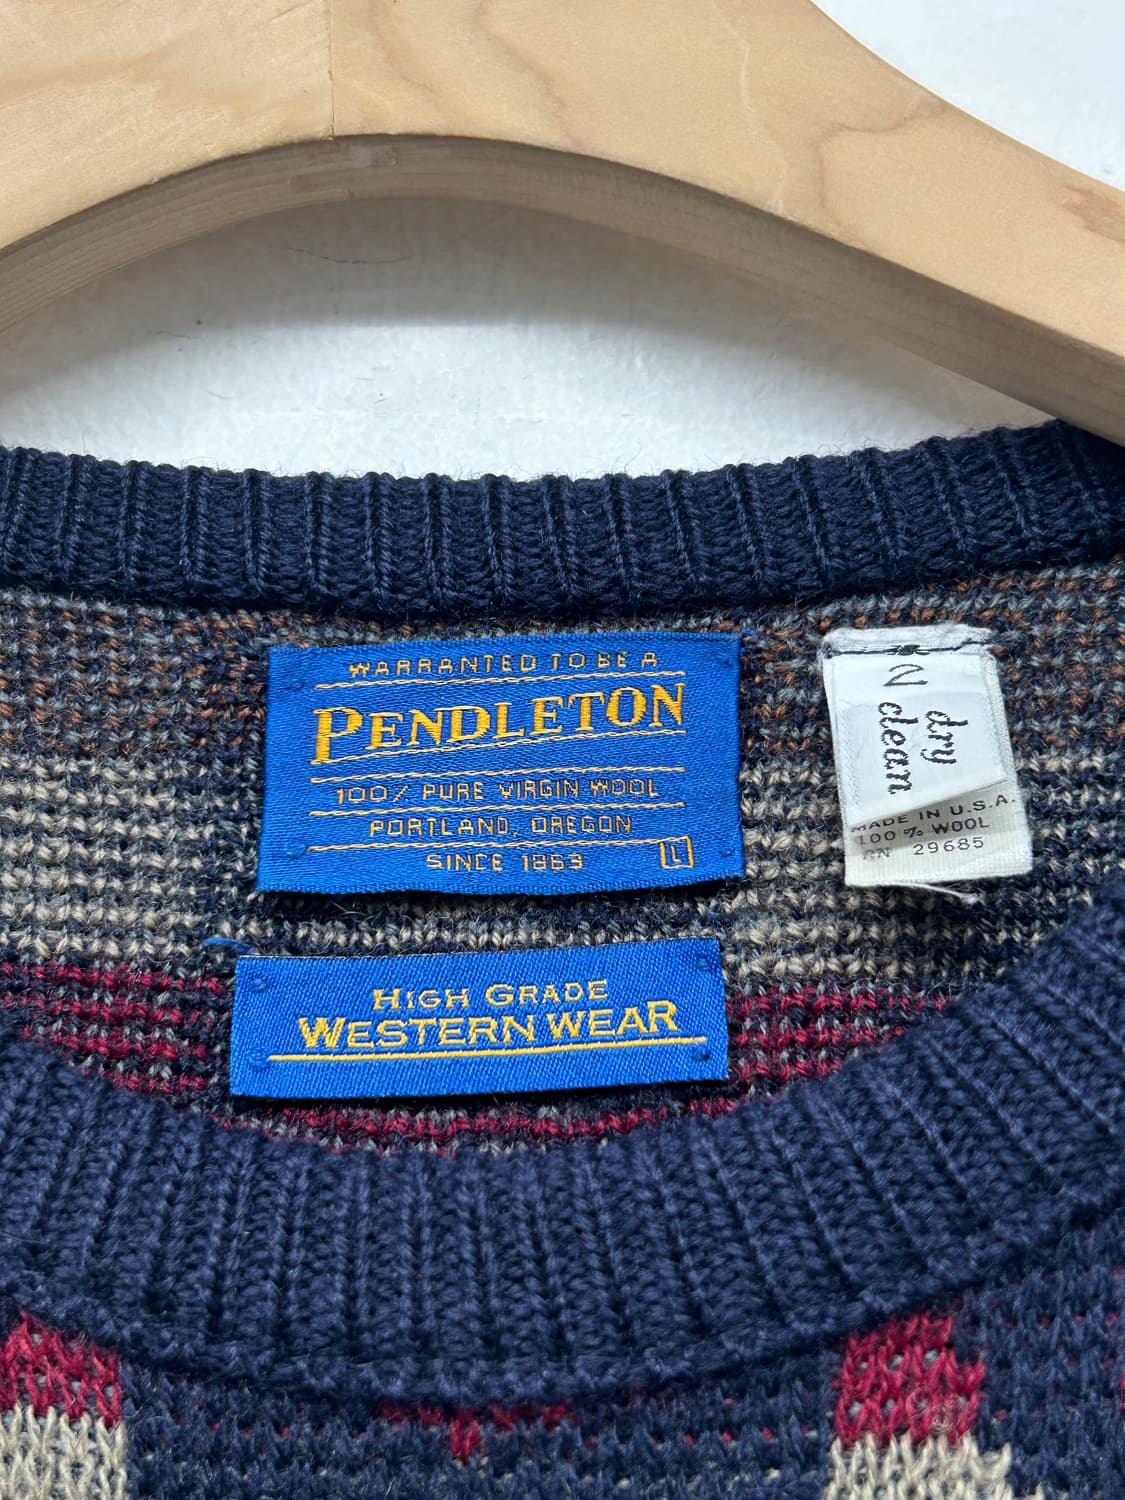 WARRANTED TO BE A
PENDLETON
100% PURE VIRGIN WOOL
PORTLAND, OREGON
SINCE 1863
L
HIGH GRADE
WESTERN WEAR
dry
clean
MADE IN U.S.A.
100 % WOOL
RN 29685